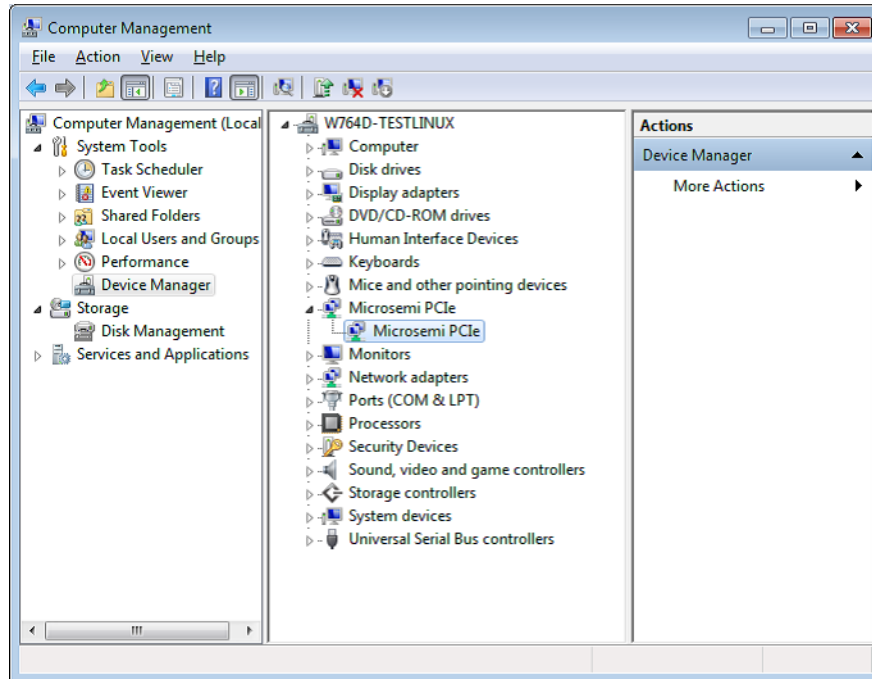 Computer Management
File Action View Help
Computer Management (Local
System Tools
Task Scheduler
Event Viewer
Shared Folders
Local Users and Groups
Performance
Device Manager
Storage
Disk Management
Services and Applications
W764D-TESTLINUX
Computer
Disk drives
Display adapters
DVD/CD-ROM drives
Human Interface Devices
Keyboards
Mice and other pointing devices
Microsemi PCIe
Microsemi PCIe
Monitors
Network adapters
Ports (COM & LPT)
Processors
Security Devices
Sound, video and game controllers
Storage controllers
System devices
Universal Serial Bus controllers
Actions
Device Manager
More Actions